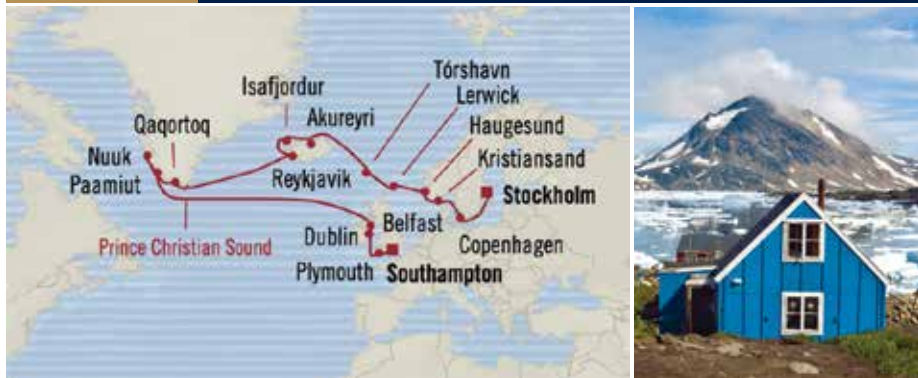 Tórshavn
Isafjordur
Lerwick
Akureyri
Haugesund
Qaqortoq
Kristiansand
Nuuk
Paamiut
Reykjavik
Stockholm
Belfast
Prince Christian Sound
Dublin
Copenhagen
Plymouth
Southampton